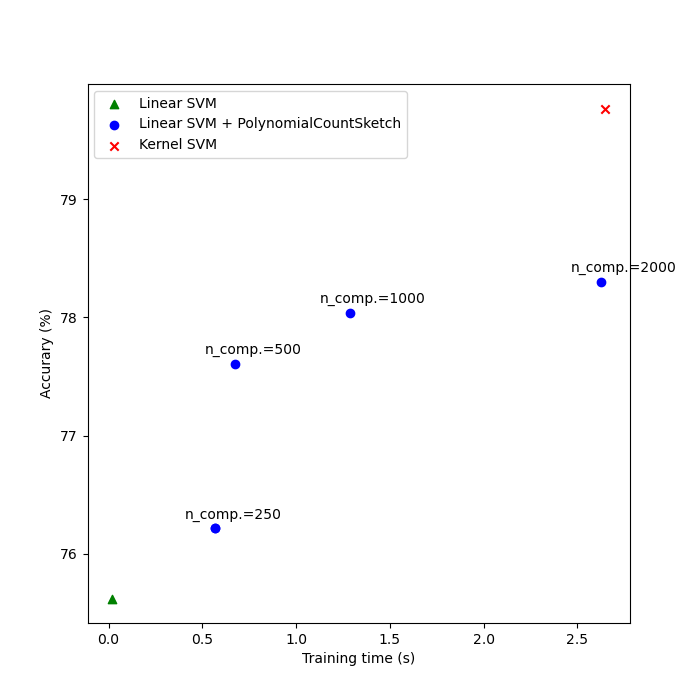 Linear SVM
Linear SVM + PolynomialCountSketch
Kernel SVM
79
78
77
76
n_comp.=2000
n_comp.=1000
n_comp.=500
n_comp.=250
Accurary (%)
0.0 0.5 1.0 1.5 2.0 2.5
Training time (s)